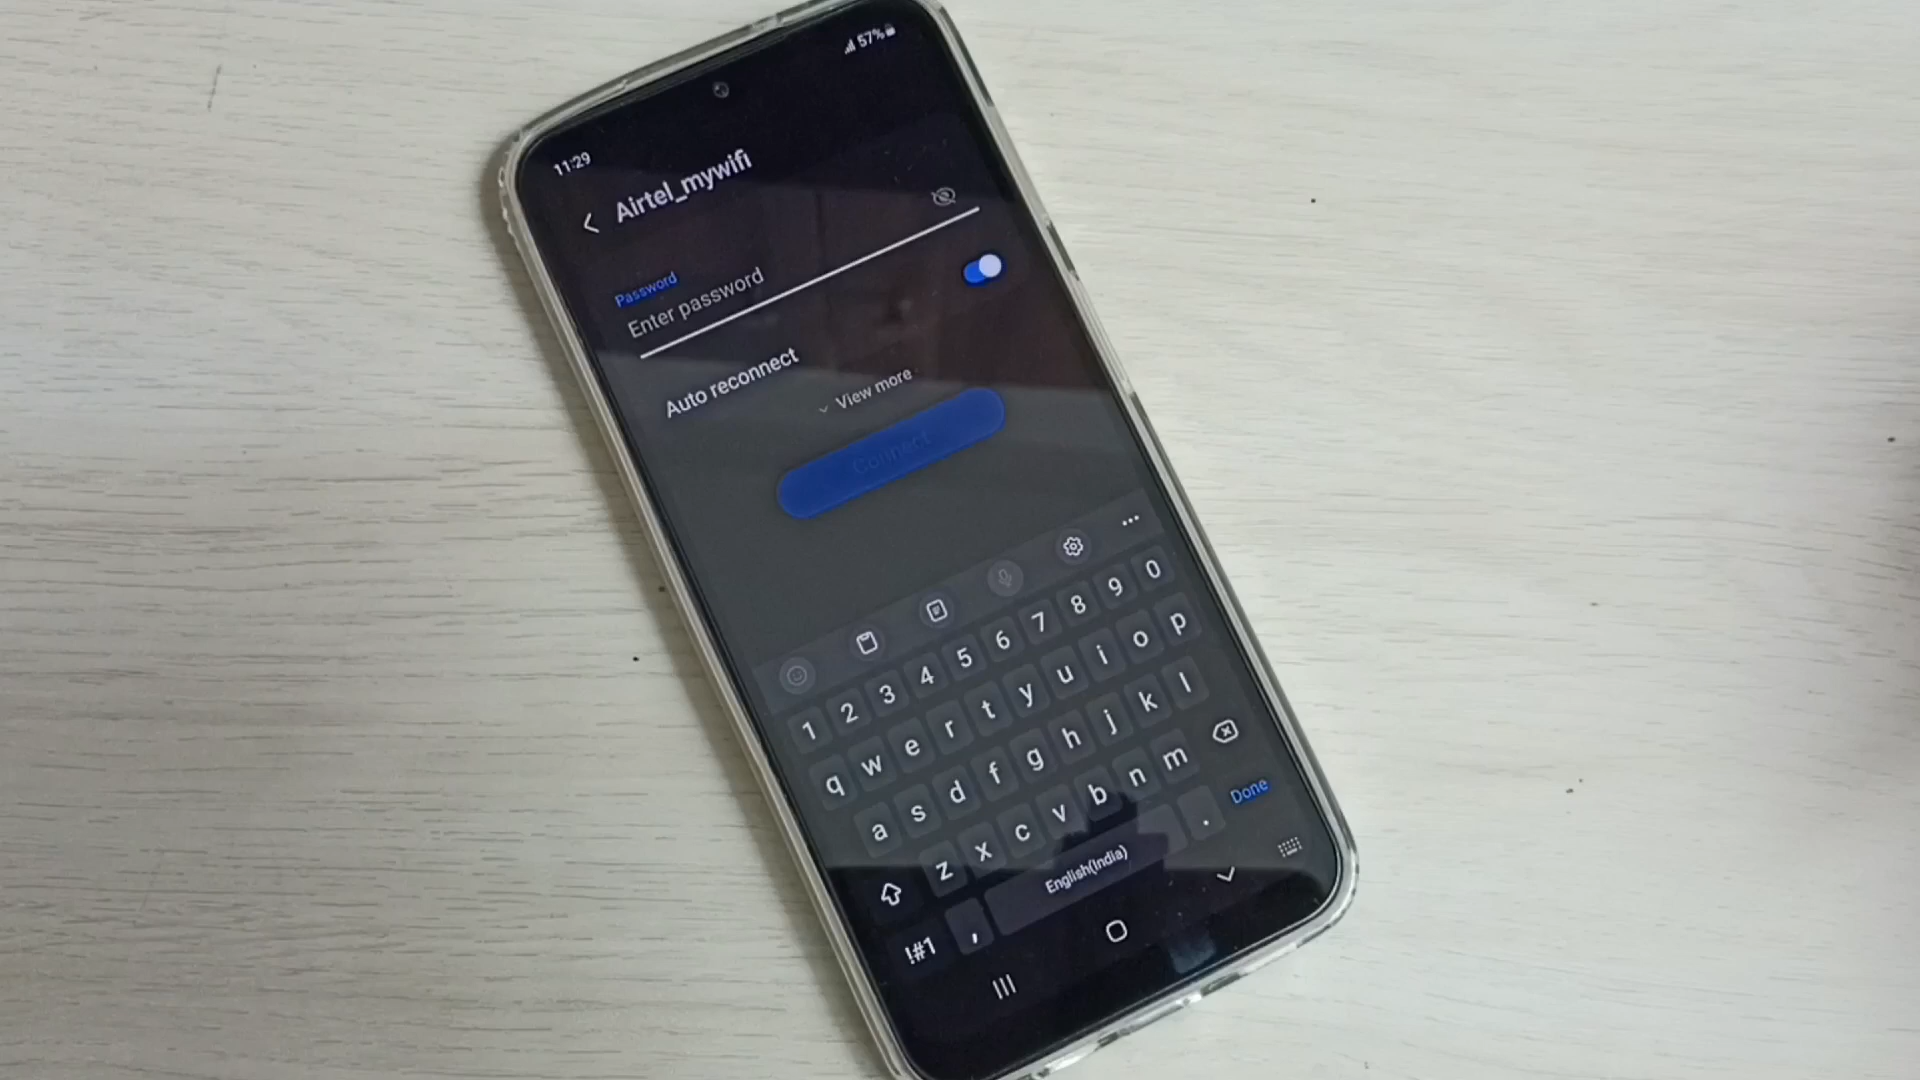 57%
11:29
Airtel_mywifi
Password
Enter password
Auto reconnect
View more
Connect
1 2 3 4 5 6 7 8 9 0
q w e r t y u i o p
a s d f g h j k l
z x c v b n m
!#1 , English(India) . Done